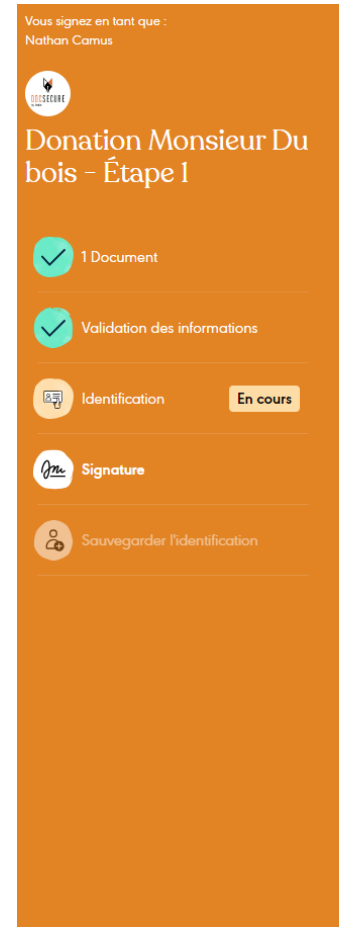 Vous signez en tant que :
Nathan Camus
DOCSECURE
Donation Monsieur Du
bois - Étape 1
1 Document
Validation des informations
Identification
En cours
Signature
Sauvegarder l'identification